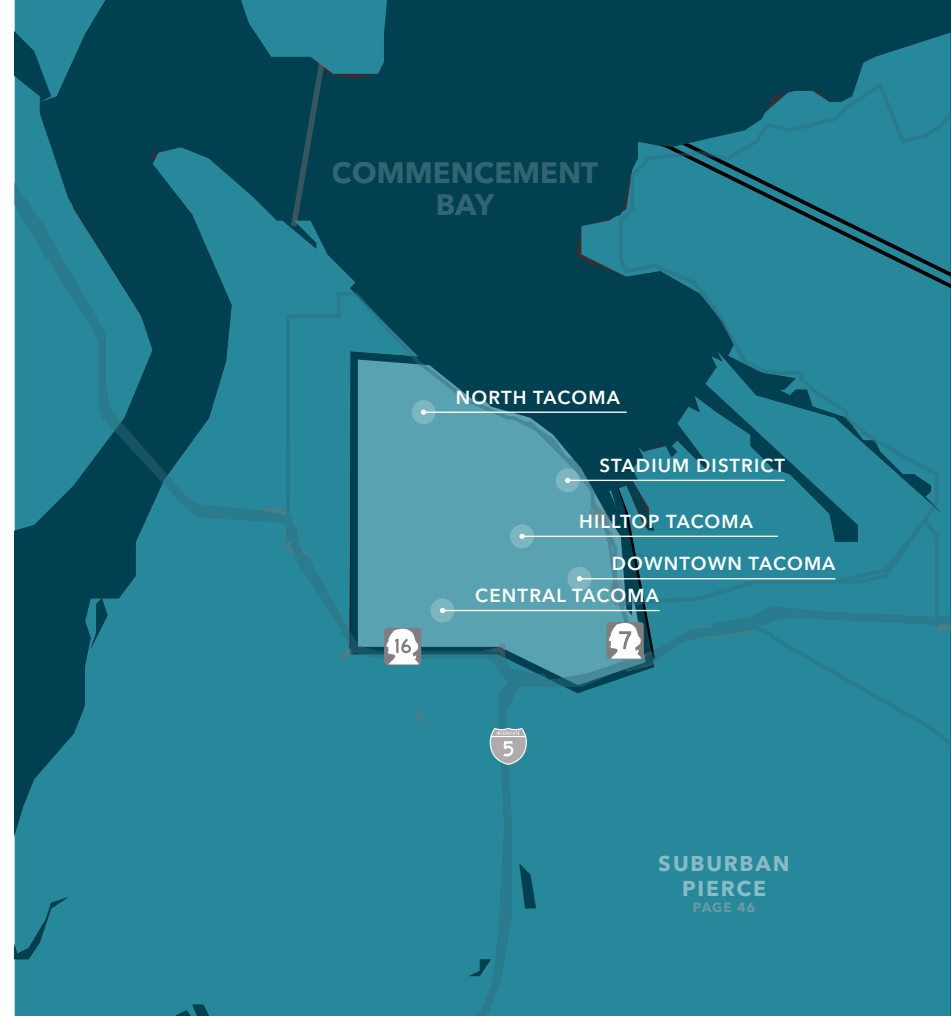 COMMENCEMENT
BAY
NORTH TACOMA
STADIUM DISTRICT
HILLTOP TACOMA
DOWNTOWN TACOMA
CENTRAL TACOMA
16
7
INTERSTATE
5
SUBURBAN
PIERCE
PAGE 46